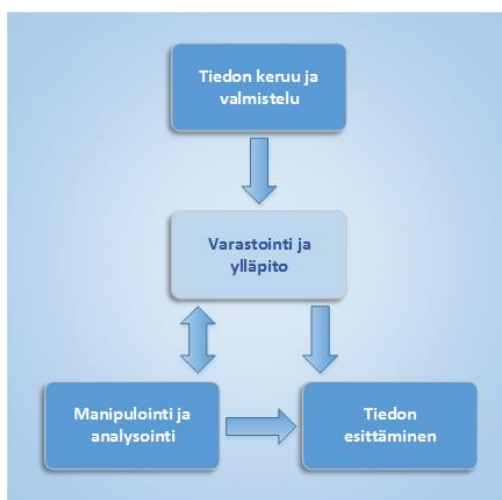 Tiedon keruu ja
valmistelu
Varastointi ja
ylläpito
Manipulointi ja
analysointi
Tiedon
esittäminen